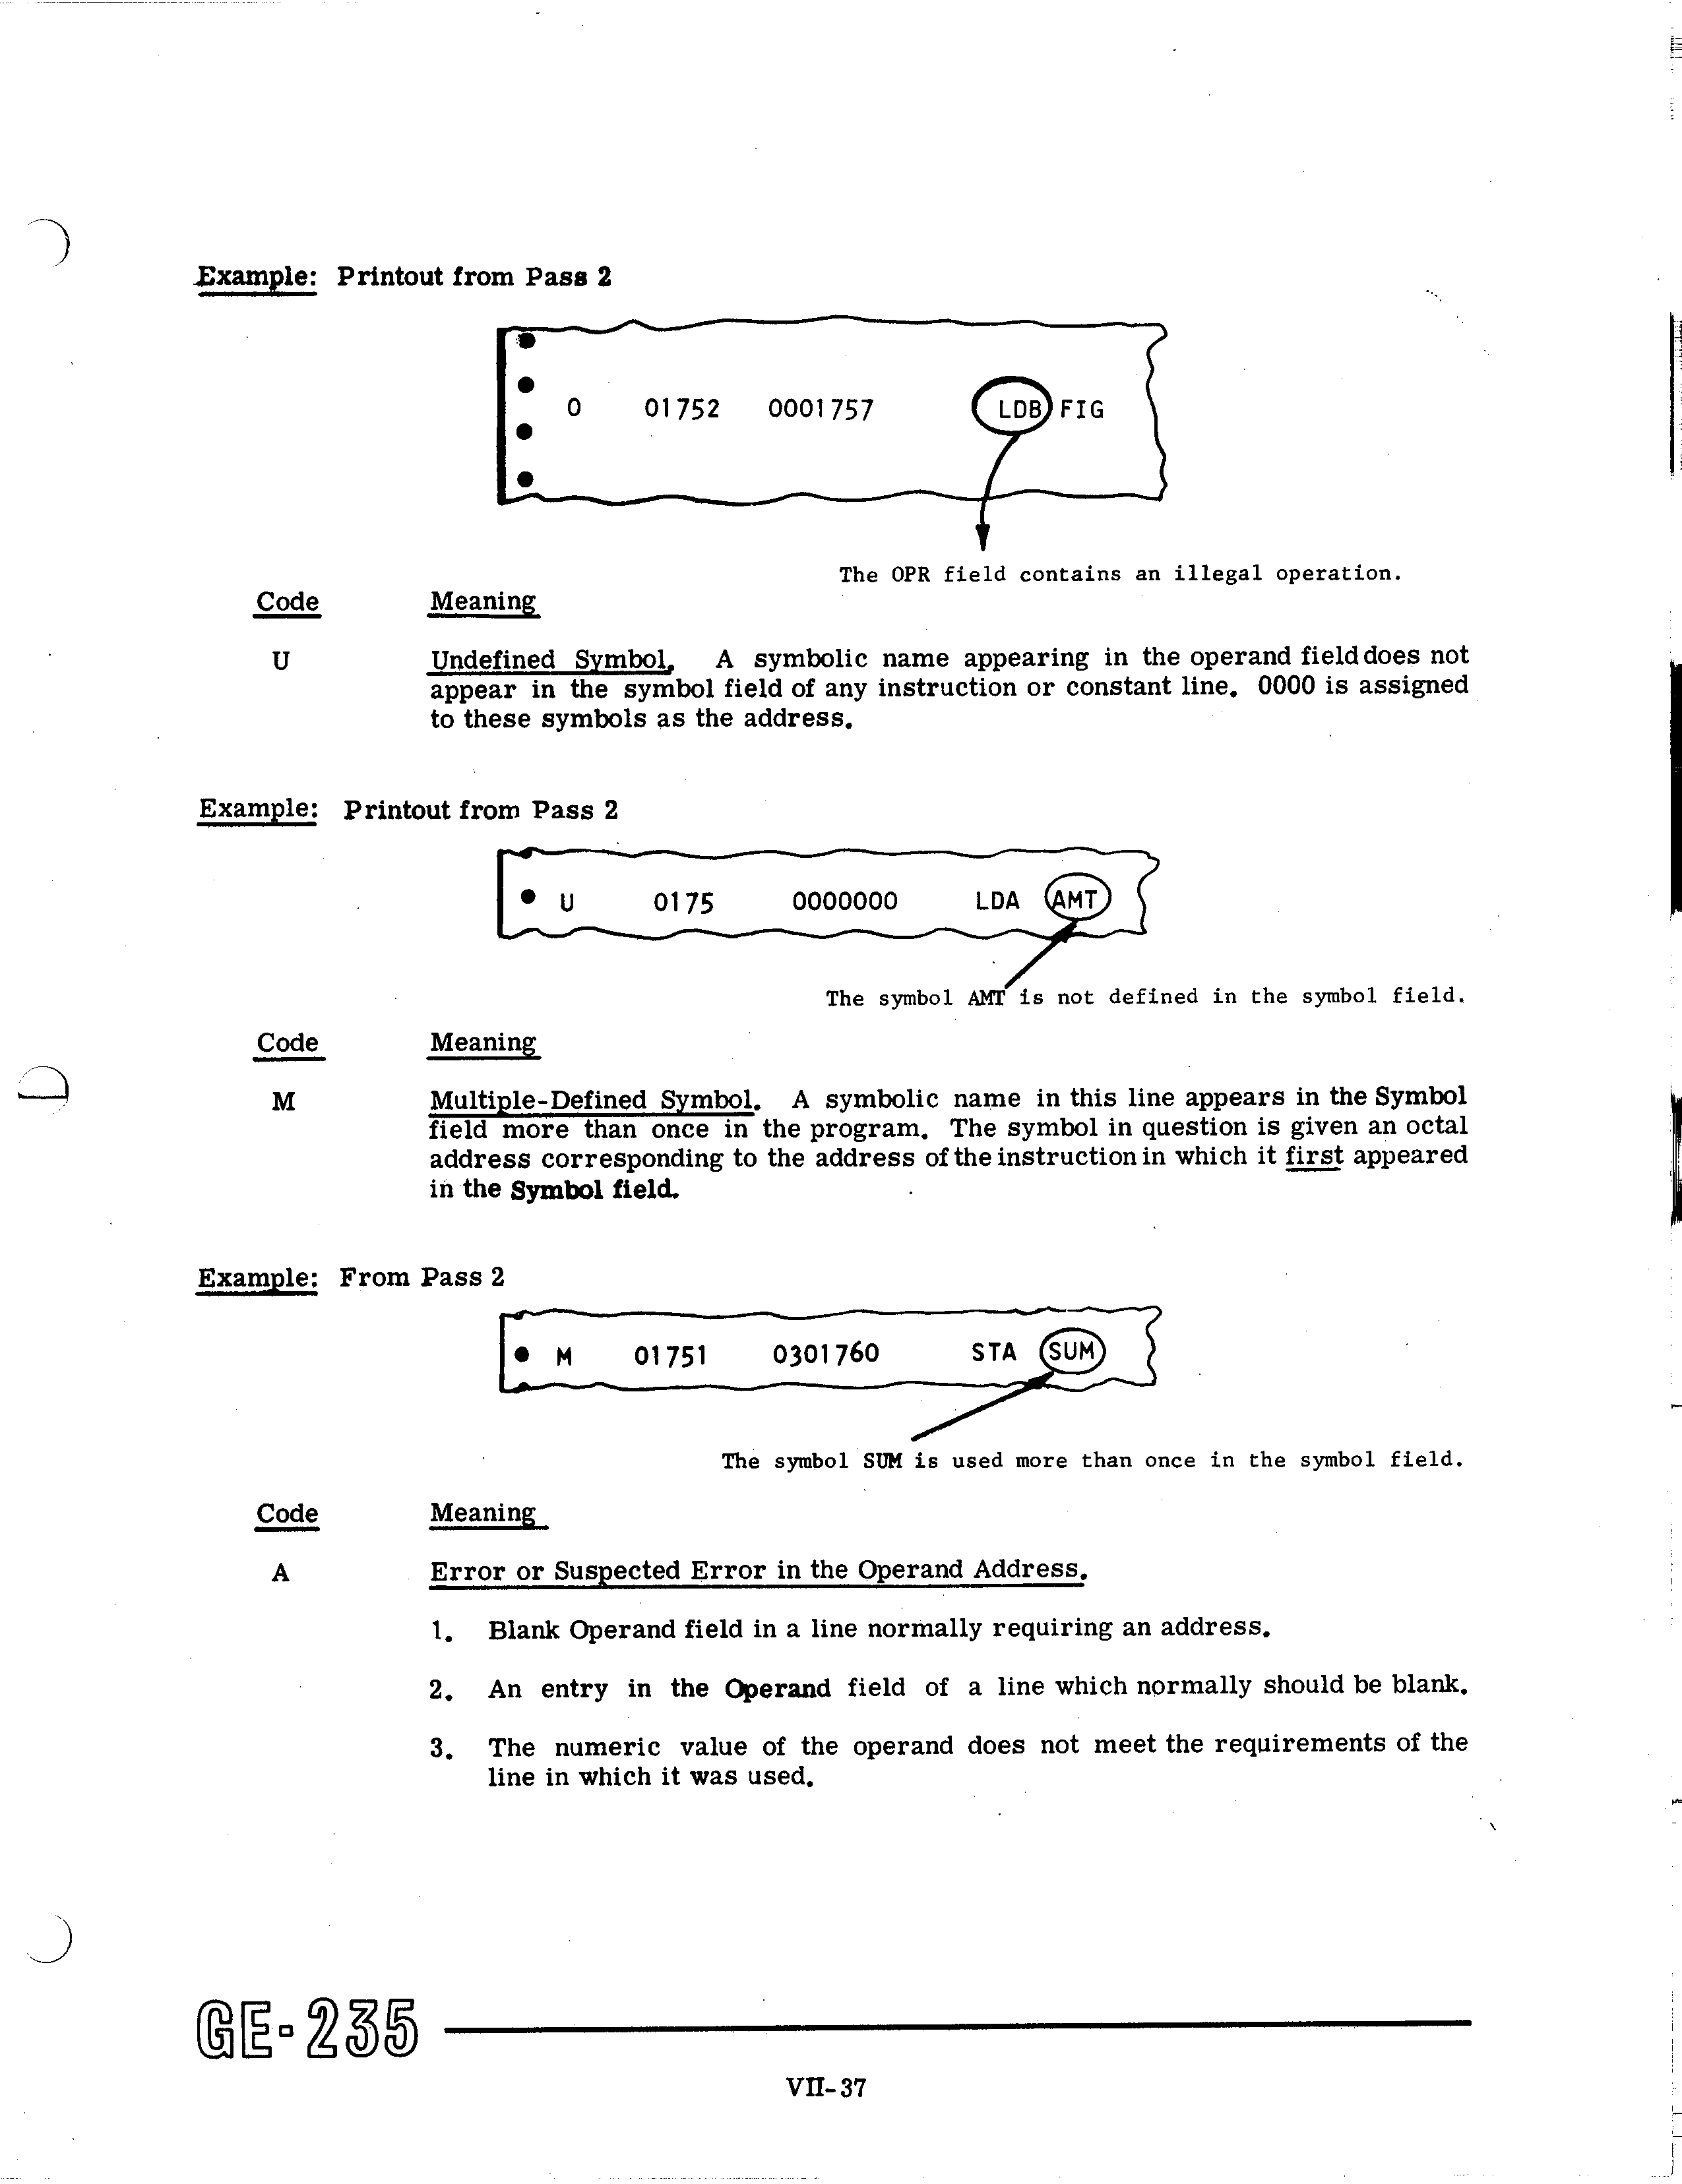 Example: Printout from Pass 2
O 01752 0001757 LDB FIG
The OPR field contains an illegal operation.
Code Meaning
U Undefined Symbol. A symbolic name appearing in the operand field does not
appear in the symbol field of any instruction or constant line. 0000 is assigned
to these symbols as the address.
Example: Printout from Pass 2
U 0175 0000000 LDA AMT
The symbol AMT is not defined in the symbol field.
Code Meaning
M Multiple-Defined Symbol. A symbolic name in this line appears in the Symbol
field more than once in the program. The symbol in question is given an octal
address corresponding to the address of the instruction in which it first appeared
in the Symbol field.
Example: From Pass 2
M 01751 0301760 STA SUM
The symbol SUM is used more than once in the symbol field.
Code Meaning
A Error or Suspected Error in the Operand Address.
1. Blank Operand field in a line normally requiring an address.
2. An entry in the Operand field of a line which normally should be blank.
3. The numeric value of the operand does not meet the requirements of the
line in which it was used.
GE-235
VII-37